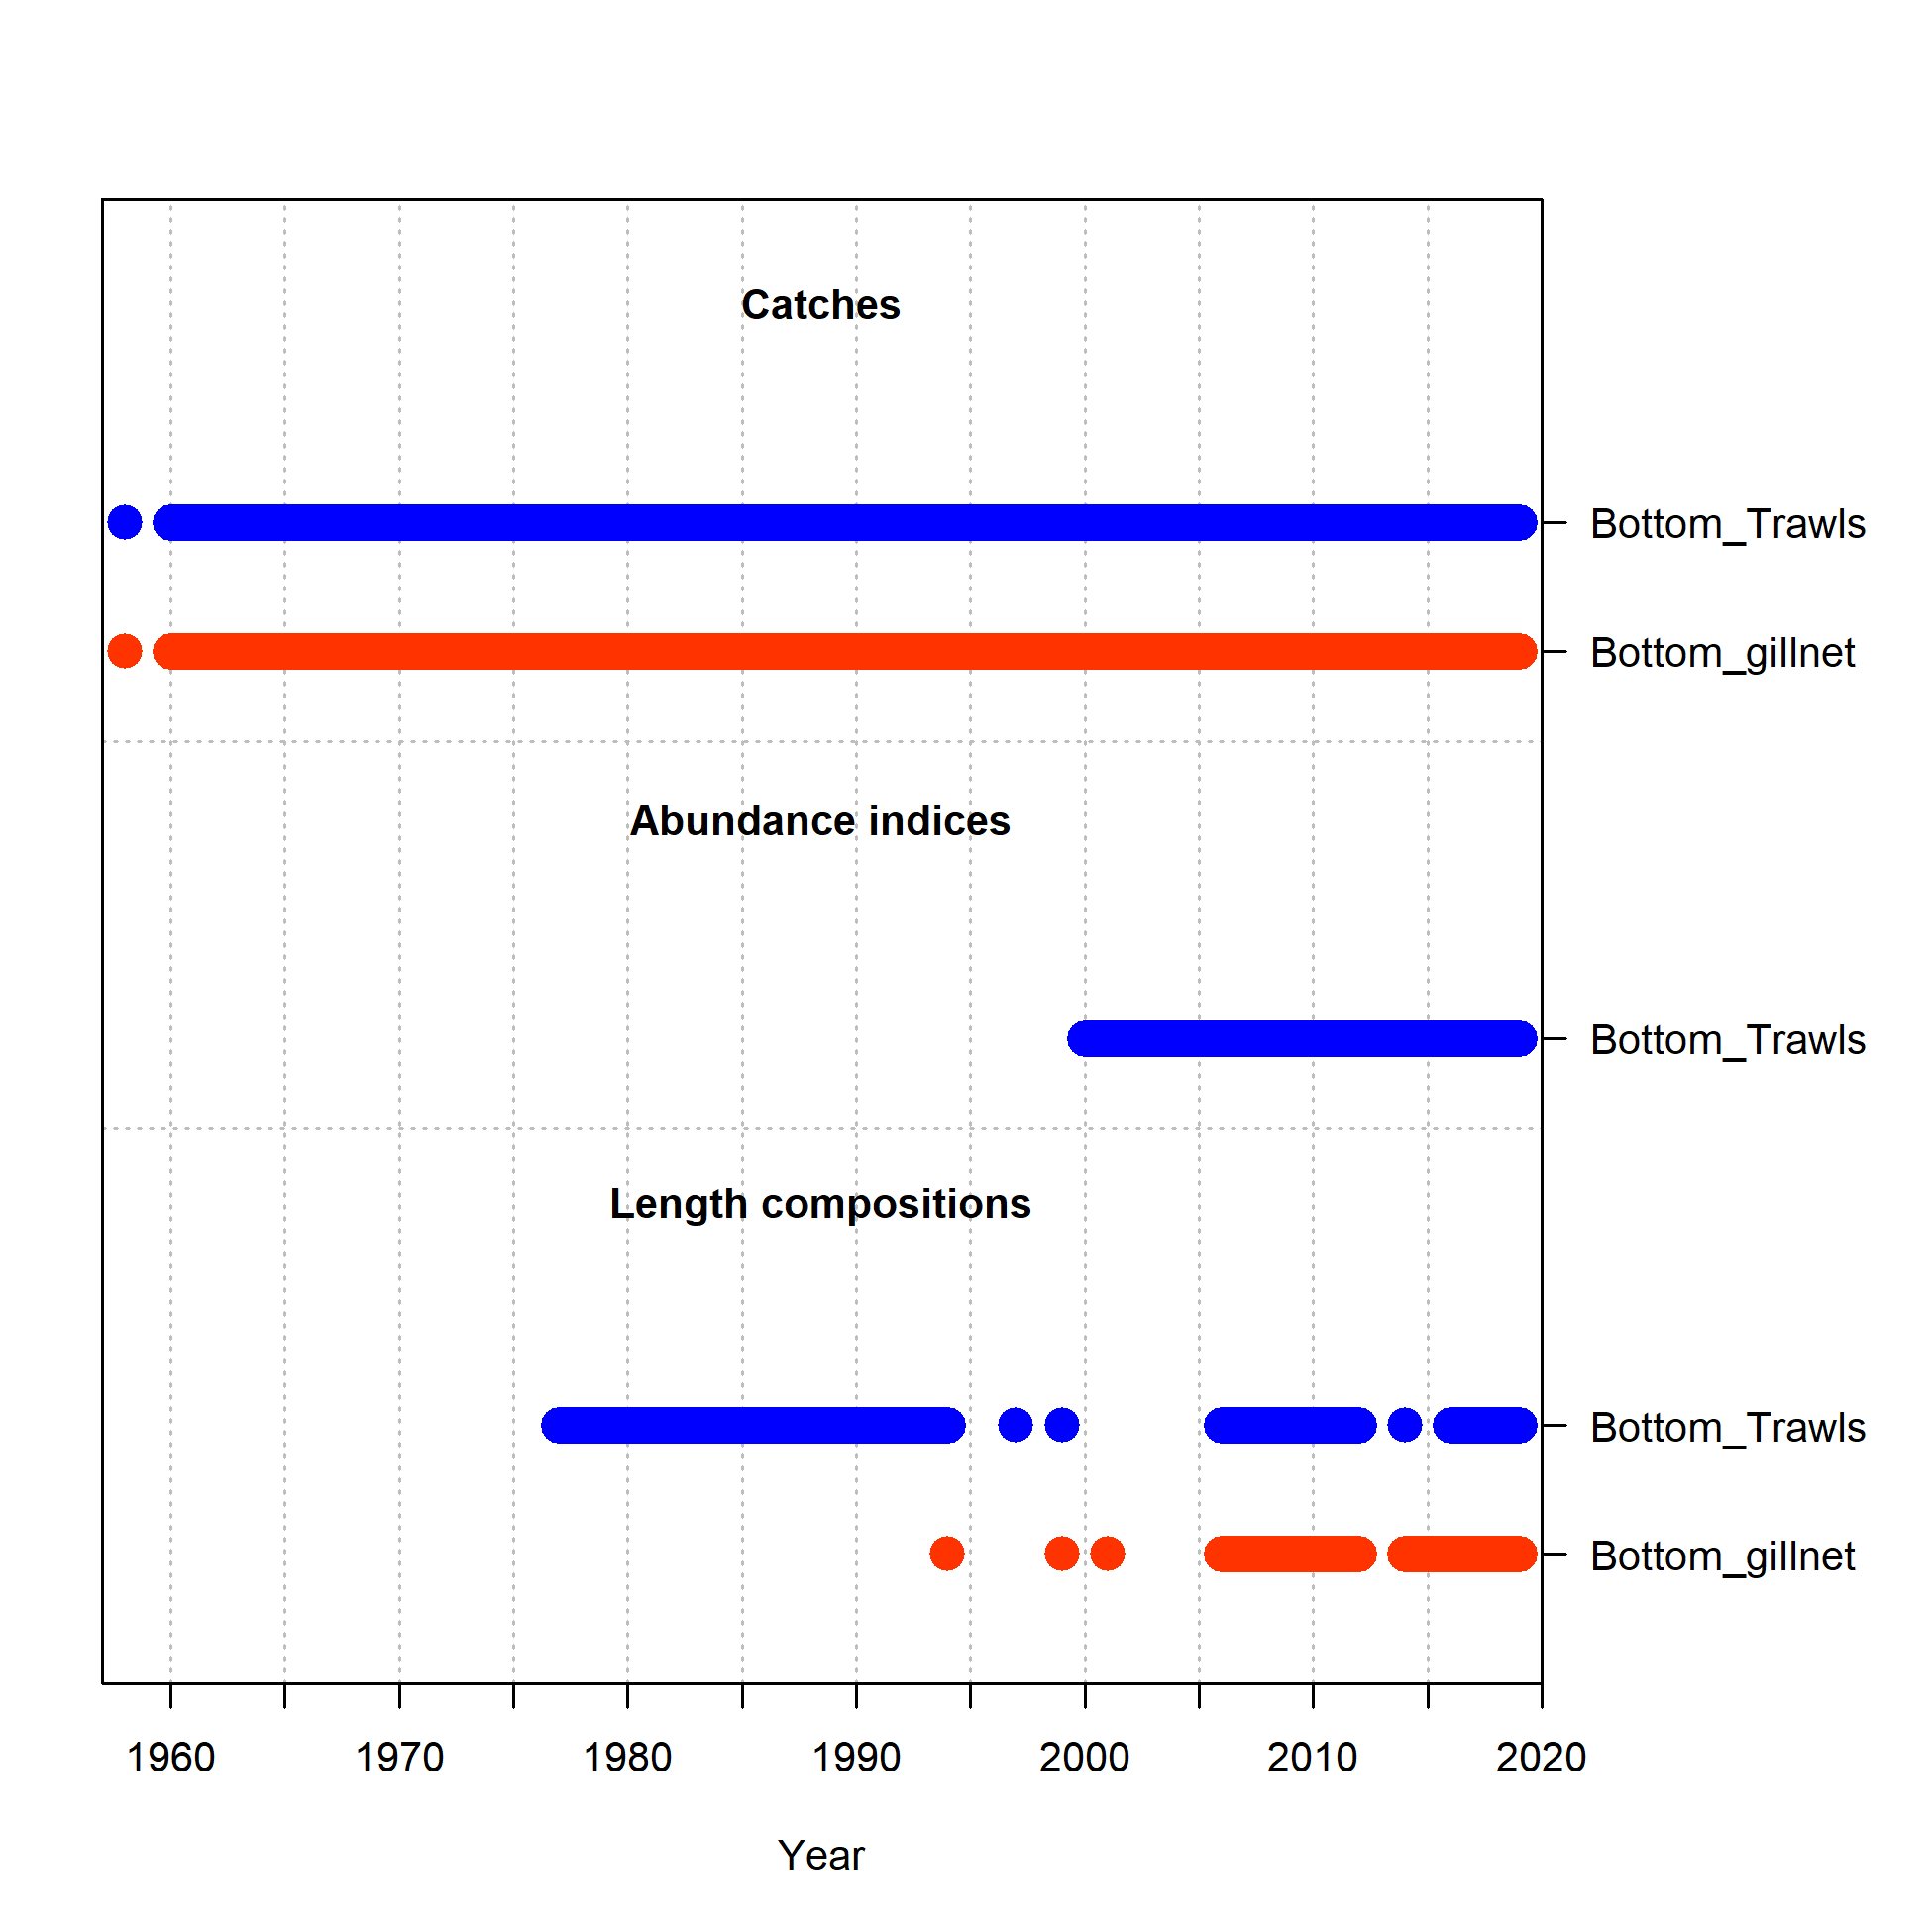 Catches
Bottom_Trawls
Bottom_gillnet
Abundance indices
Bottom_Trawls
Length compositions
Bottom_Trawls
Bottom_gillnet
1960 1970 1980 1990 2000 2010 2020
Year